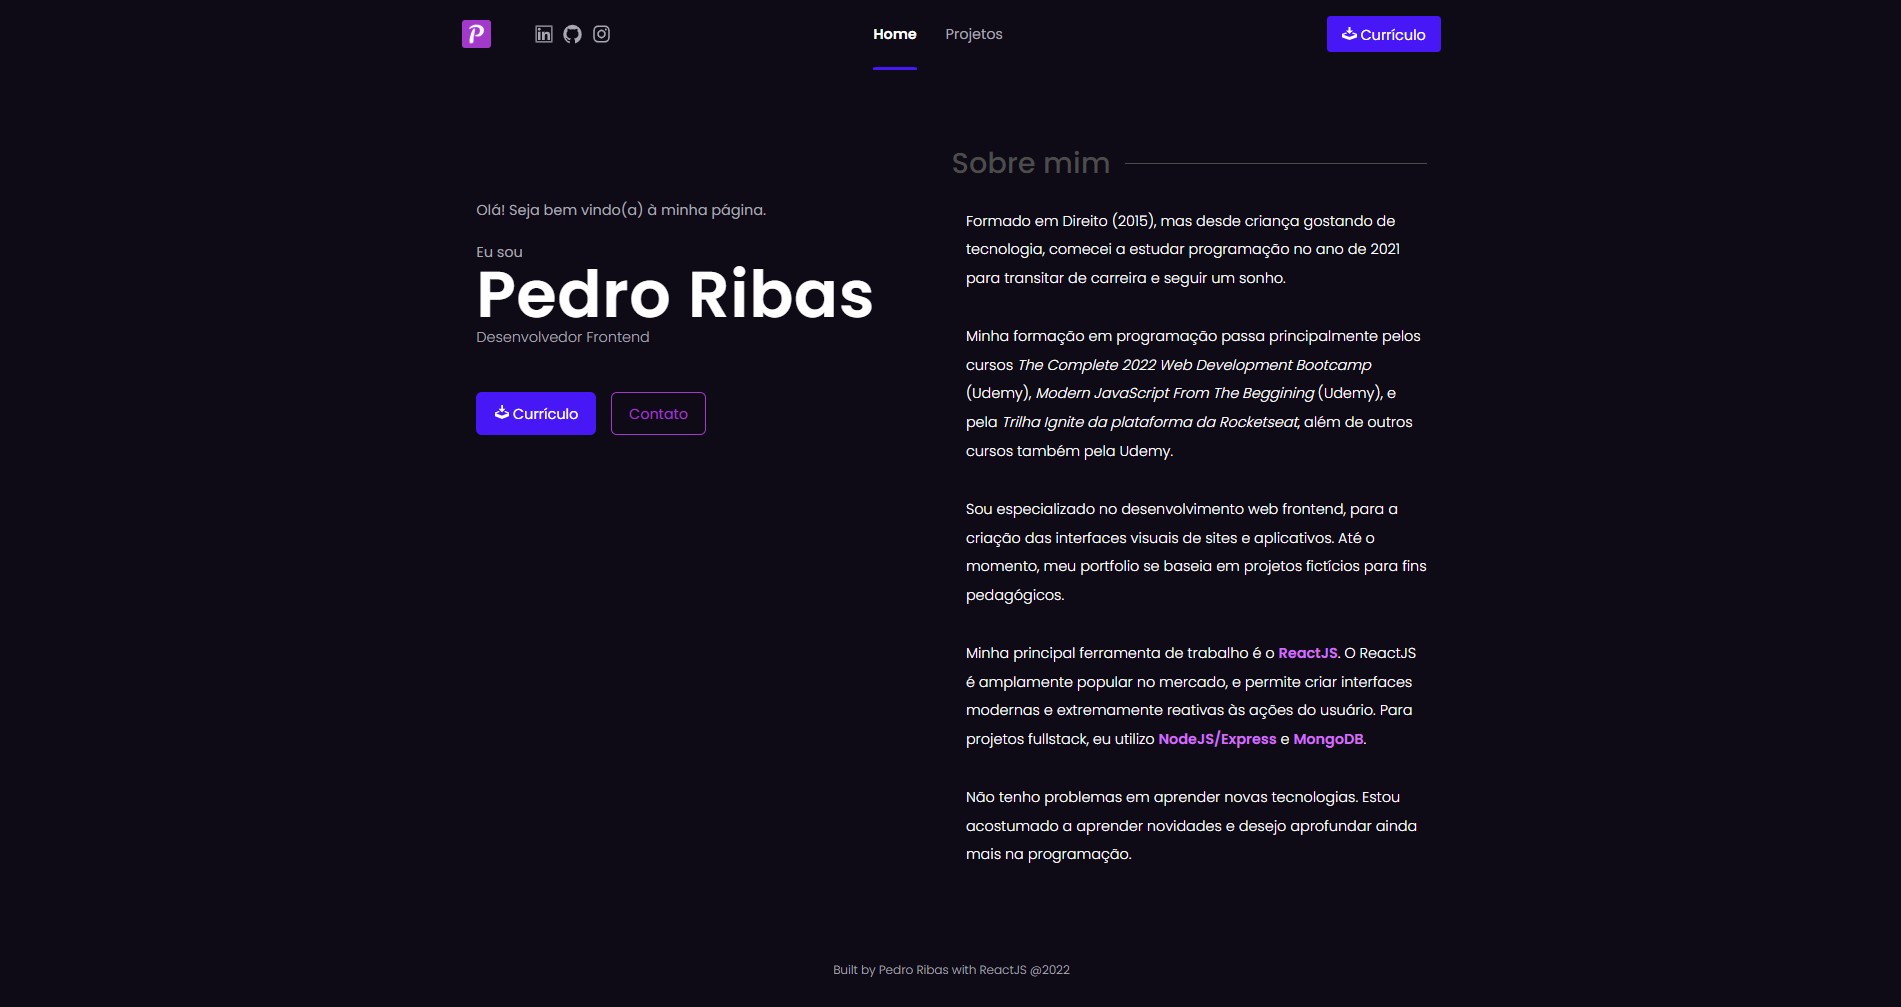 P
in
Home
Projetos
Currículo
Olá! Seja bem vindo(a) à minha página.
Eu sou
Pedro Ribas
Desenvolvedor Frontend
Currículo
Contato
Sobre mim
Formado em Direito (2015), mas desde criança gostando de
tecnologia, comecei a estudar programação no ano de 2021
para transitar de carreira e seguir um sonho.
Minha formação em programação passa principalmente pelos
cursos The Complete 2022 Web Development Bootcamp
(Udemy), Modern JavaScript From The Beggining (Udemy), e
pela Trilha Ignite da plataforma da Rocketseat, além de outros
cursos também pela Udemy.
Sou especializado no desenvolvimento web frontend, para a
criação das interfaces visuais de sites e aplicativos. Até o
momento, meu portfolio se baseia em projetos fictícios para fins
pedagógicos.
Minha principal ferramenta de trabalho é o ReactJS. O ReactJS
é amplamente popular no mercado, e permite criar interfaces
modernas e extremamente reativas às ações do usuário. Para
projetos fullstack, eu utilizo NodeJS/Express e MongoDB.
Não tenho problemas em aprender novas tecnologias. Estou
acostumado a aprender novidades e desejo aprofundar ainda
mais na programação.
Built by Pedro Ribas with ReactJS @2022